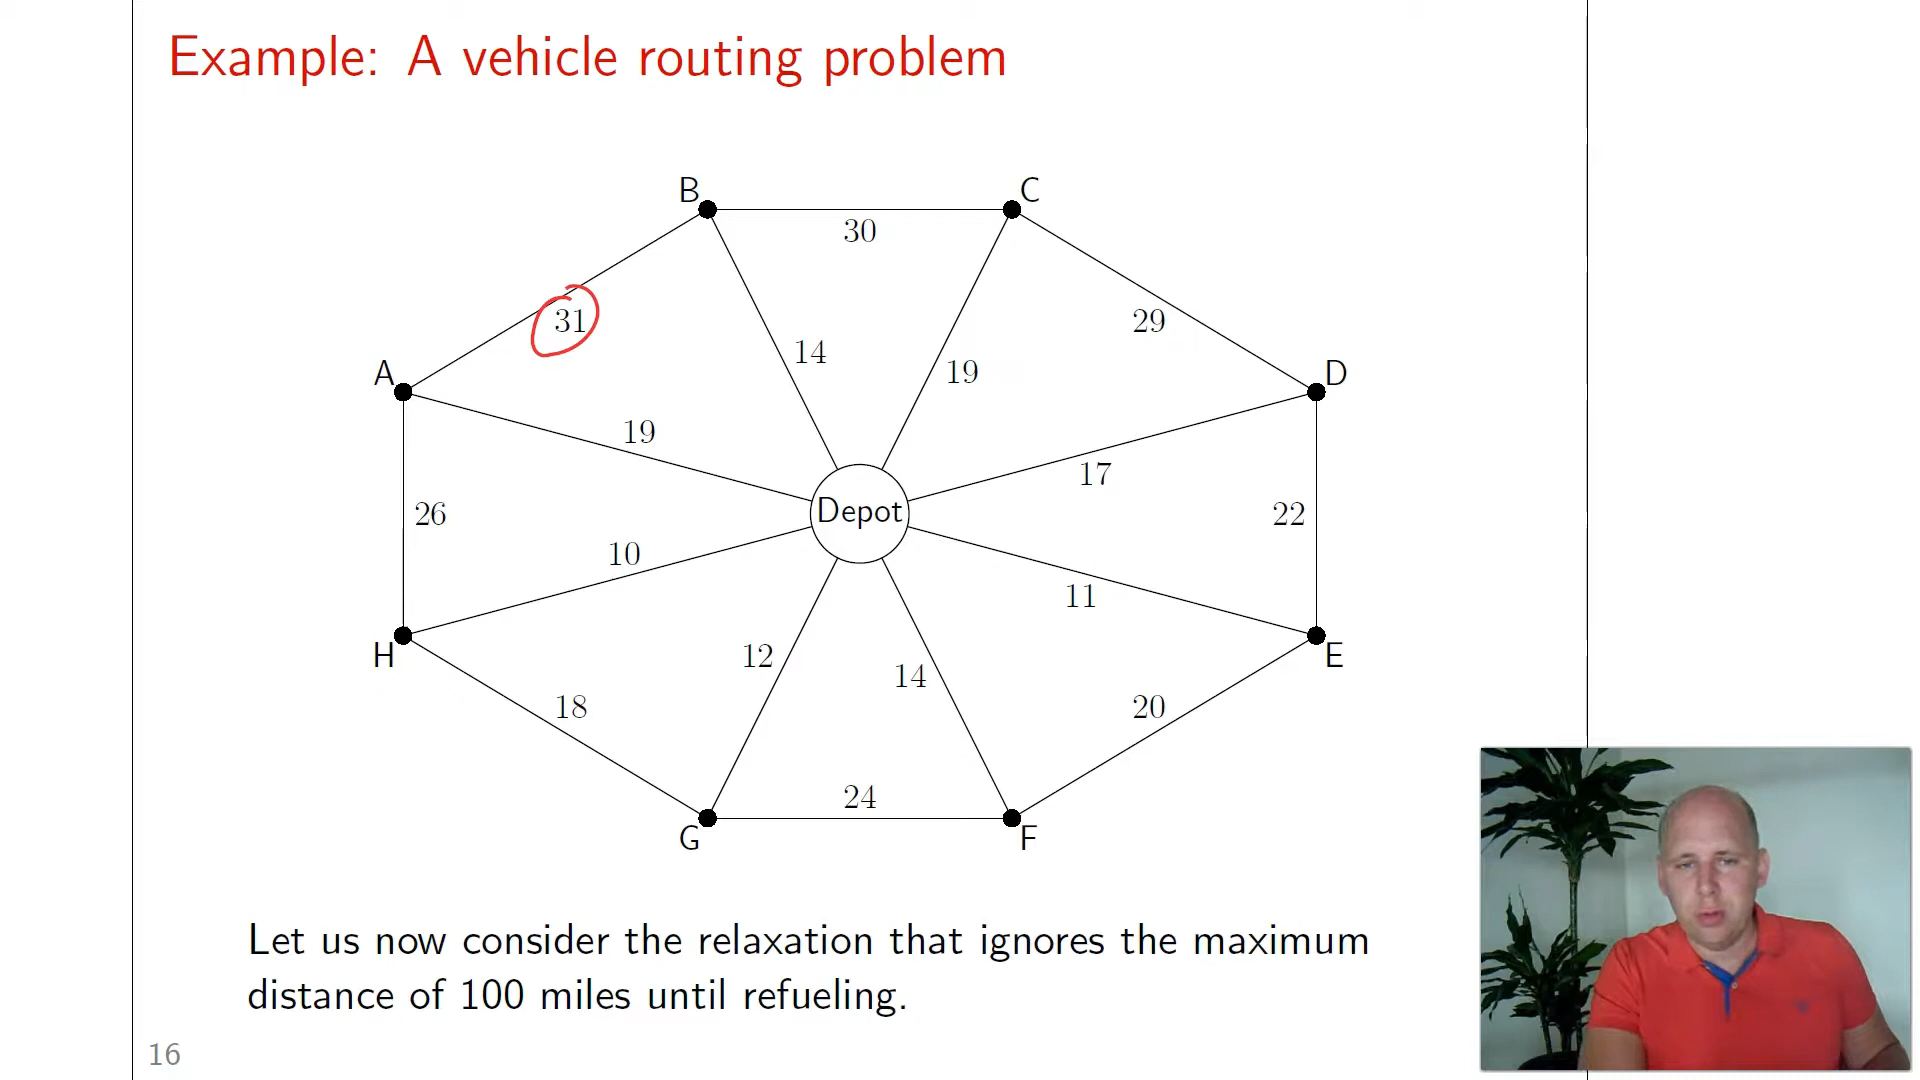 Example: A vehicle routing problem
B
C
30
31
29
14
19
A
D
19
17
26
Depot
22
10
11
H
E
12
14
18
20
24
G
F
Let us now consider the relaxation that ignores the maximum
distance of 100 miles until refueling.
16